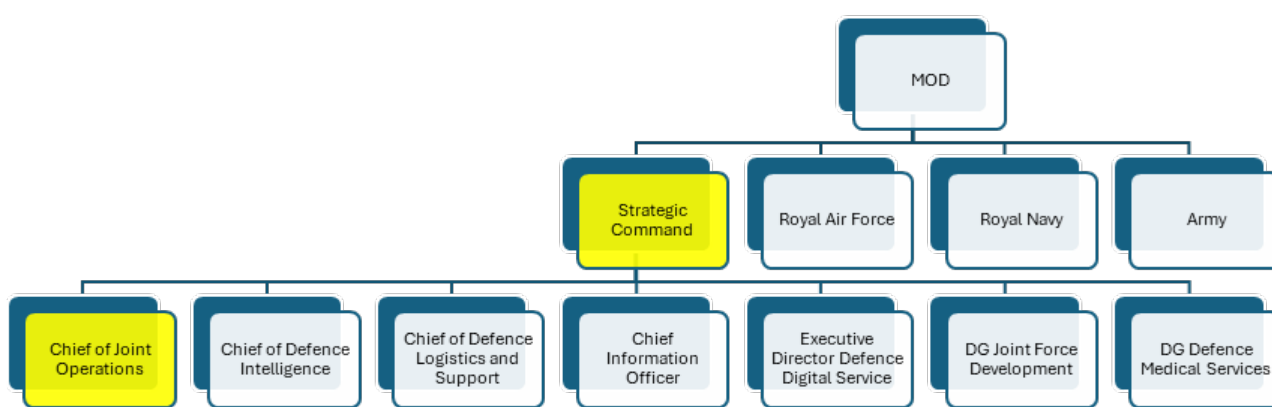 MOD
Strategic
Command
Royal Air Force
Royal Navy
Army
Chief of Joint
Operations
Chief of Defence
Intelligence
Chief of Defence
Logistics and
Support
Chief
Information
Officer
Executive
Director Defence
Digital Service
DG Joint Force
Development
DG Defence
Medical Services